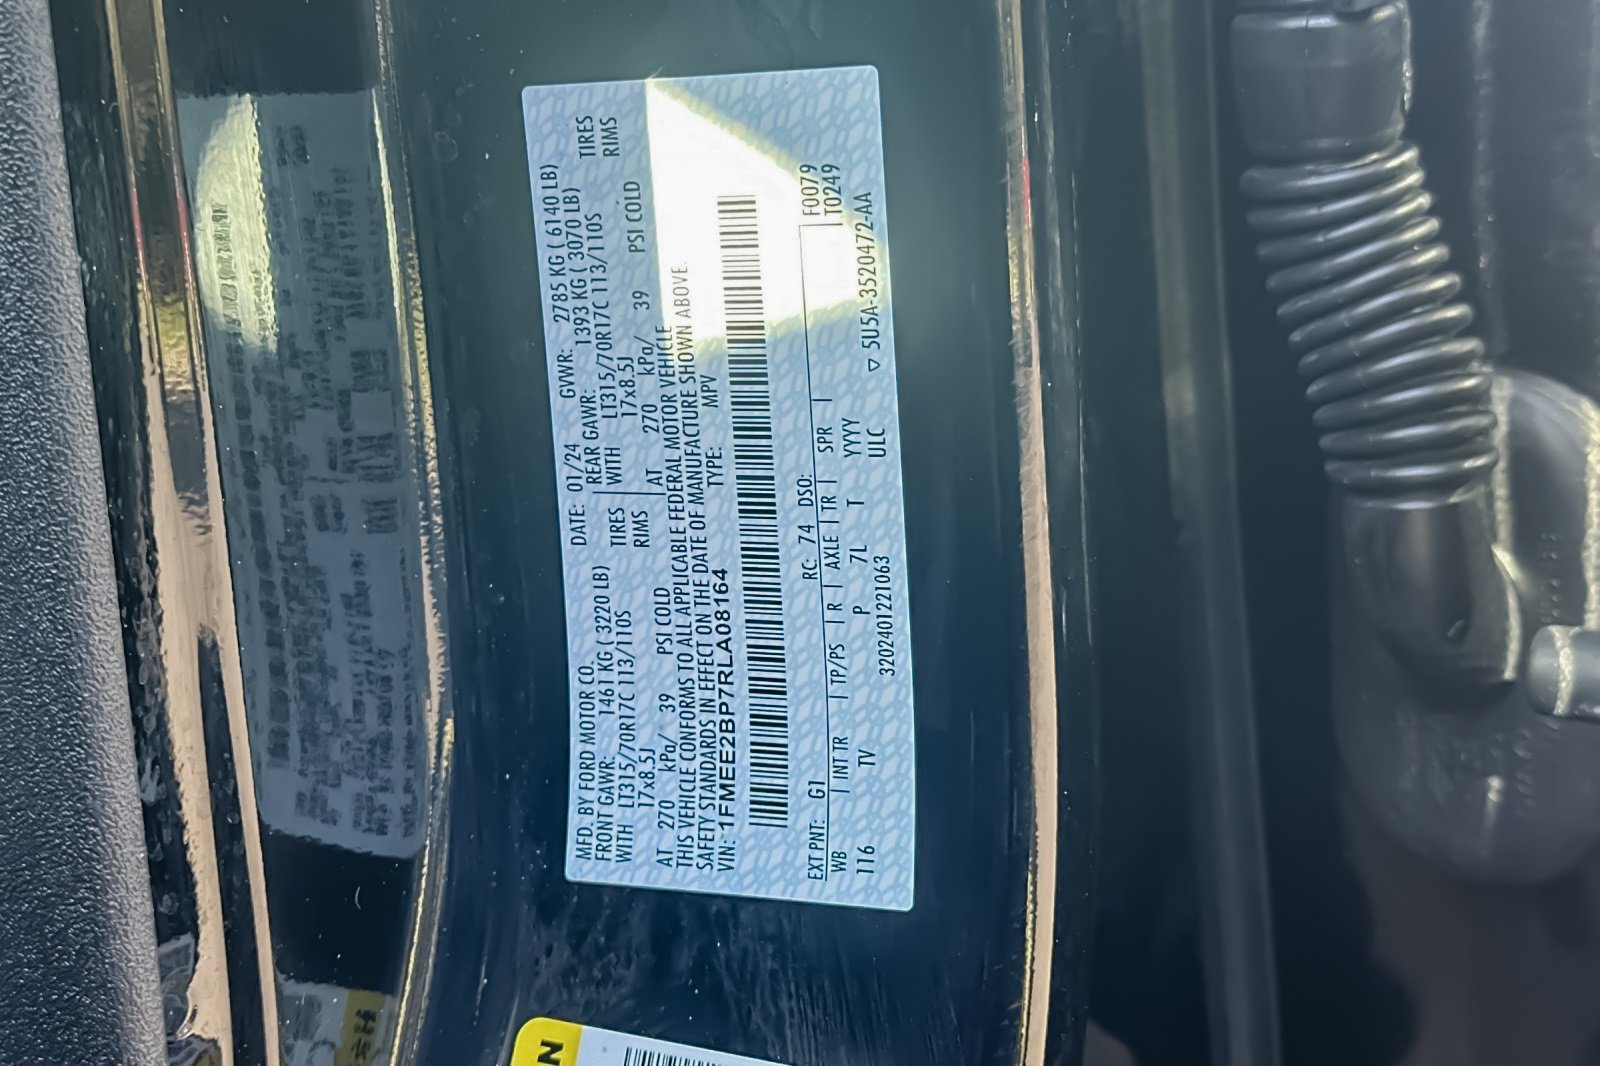 MFD. BY FORD MOTOR CO. DATE: 01/24 GVWR: 2785 KG ( 6140 LB)
FRONT GAWR: 1461 KG ( 3220 LB) REAR GAWR: 1393 KG ( 3070 LB)
WITH LT315/70R17C 113/110S TIRES WITH LT315/70R17C 113/110S TIRES
17x8.5J RIMS 17x8.5J RIMS
AT 270 kPa/ 39 PSI COLD AT 270 kPa/ 39 PSI COLD
THIS VEHICLE CONFORMS TO ALL APPLICABLE FEDERAL MOTOR VEHICLE
SAFETY STANDARDS IN EFFECT ON THE DATE OF MANUFACTURE SHOWN ABOVE.
VIN: 1FMEE2BP7RLA08164 TYPE: MPV
EXT PNT: G1 RC: 74 DSO: F0079
WB INT TR TP/PS R AXLE TR SPR T0249
116 TV P 7L T YYYY
320240122106​3 ULC ▽ 5U5A-3520472-AA
N